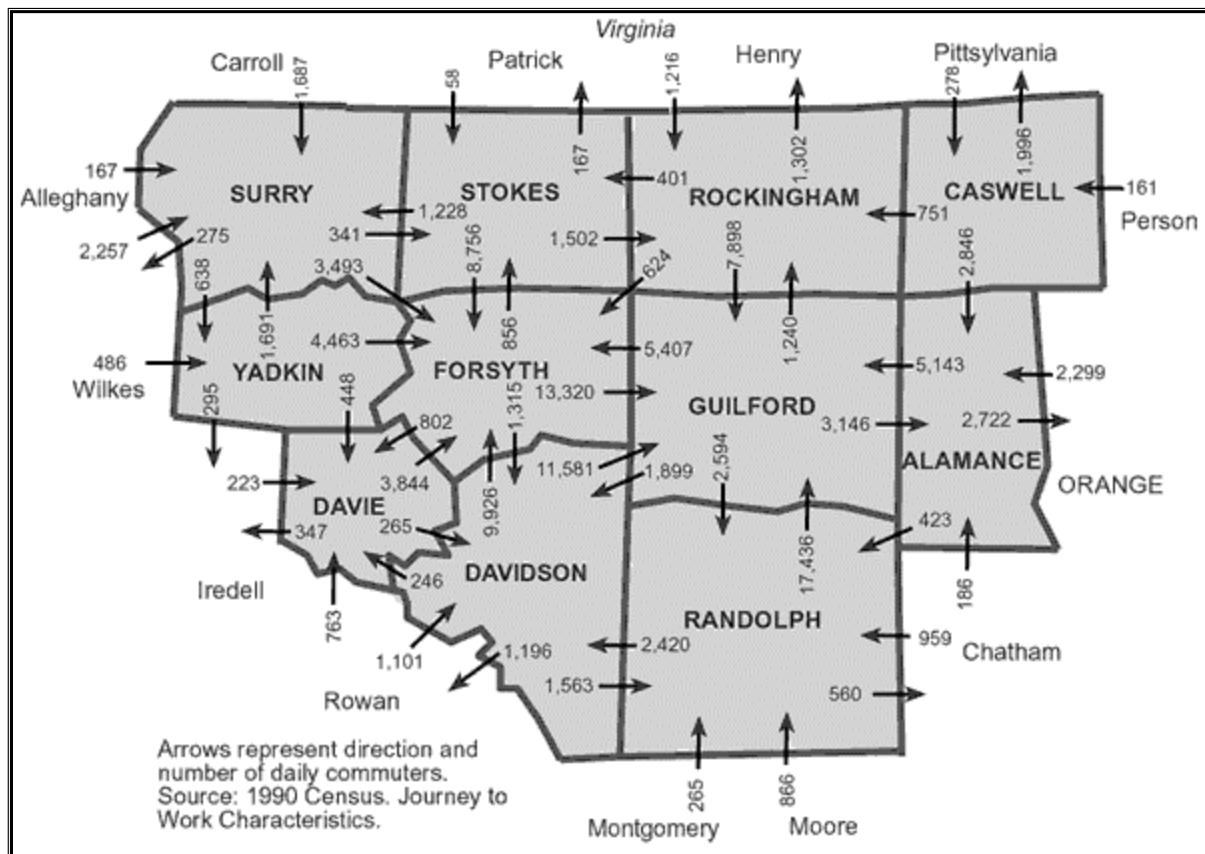 Virginia
Carroll
Patrick
Henry
Pittsylvania
1,687
58
167
1,216
1,302
278
1,996
167
Alleghany
SURRY
STOKES
401
ROCKINGHAM
CASWELL
161
Person
2,257
275
1,228
341
8,756
1,502
7,898
751
2,846
638
3,493
624
1,691
4,463
856
5,407
1,240
5,143
486
Wilkes
YADKIN
FORSYTH
13,320
GUILFORD
2,299
295
448
802
1,315
3,146
2,722
ALAMANCE
223
3,844
11,581
1,899
2,594
ORANGE
DAVIE
9,926
347
265
17,436
423
Iredell
763
246
DAVIDSON
186
RANDOLPH
1,101
1,196
2,420
959
Chatham
Rowan
1,563
560
Arrows represent direction and
number of daily commuters.
Source: 1990 Census. Journey to
Work Characteristics.
265
866
Montgomery
Moore